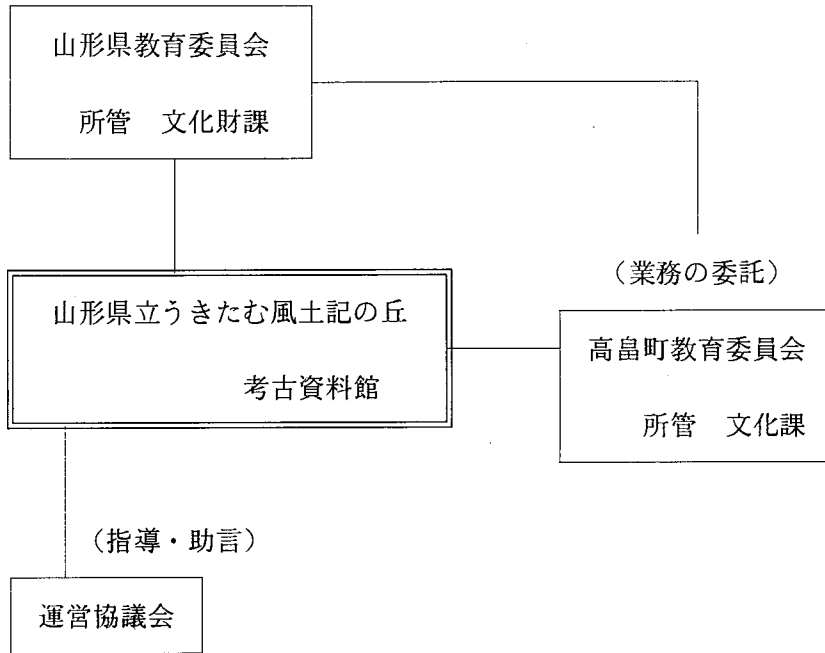 山形県教育委員会
所管　文化財課
（業務の委託）
山形県立うきたむ風土記の丘
考古資料館
高畠町教育委員会
所管　文化課
（指導・助言）
運営協議会